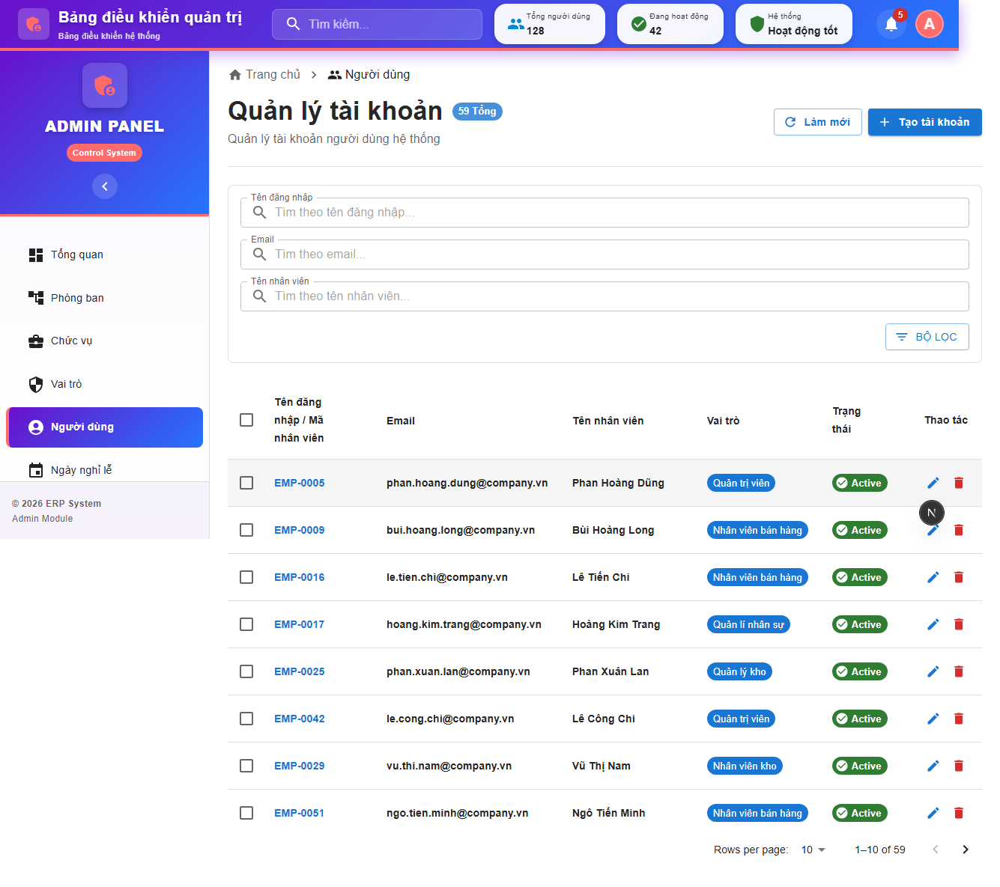 Bảng điều khiển quản trị
Bảng điều khiển hệ thống
Tìm kiếm...
Tổng người dùng
128
Đang hoạt động
42
Hệ thống
Hoạt động tốt
5
A
ADMIN PANEL
Control System
Tổng quan
Phòng ban
Chức vụ
Vai trò
Người dùng
Ngày nghỉ lễ
© 2026 ERP System
Admin Module
Trang chủ > Người dùng
Quản lý tài khoản 59 Tổng
Quản lý tài khoản người dùng hệ thống
Làm mới
Tạo tài khoản
Tên đăng nhập
Tìm theo tên đăng nhập...
Email
Tìm theo email...
Tên nhân viên
Tìm theo tên nhân viên...
BỘ LỌC
Tên đăng nhập / Mã nhân viên Email Tên nhân viên Vai trò Trạng thái Thao tác
EMP-0005 phan.hoang.dung@company.vn Phan Hoàng Dũng Quản trị viên Active
N
EMP-0009 bui.hoang.long@company.vn Bùi Hoàng Long Nhân viên bán hàng Active
EMP-0016 le.tien.chi@company.vn Lê Tiến Chi Nhân viên bán hàng Active
EMP-0017 hoang.kim.trang@company.vn Hoàng Kim Trang Quản lí nhân sự Active
EMP-0025 phan.xuan.lan@company.vn Phan Xuân Lan Quản lý kho Active
EMP-0042 le.cong.chi@company.vn Lê Công Chi Quản trị viên Active
EMP-0029 vu.thi.nam@company.vn Vũ Thị Nam Nhân viên kho Active
EMP-0051 ngo.tien.minh@company.vn Ngô Tiến Minh Nhân viên bán hàng Active
Rows per page: 10 1–10 of 59